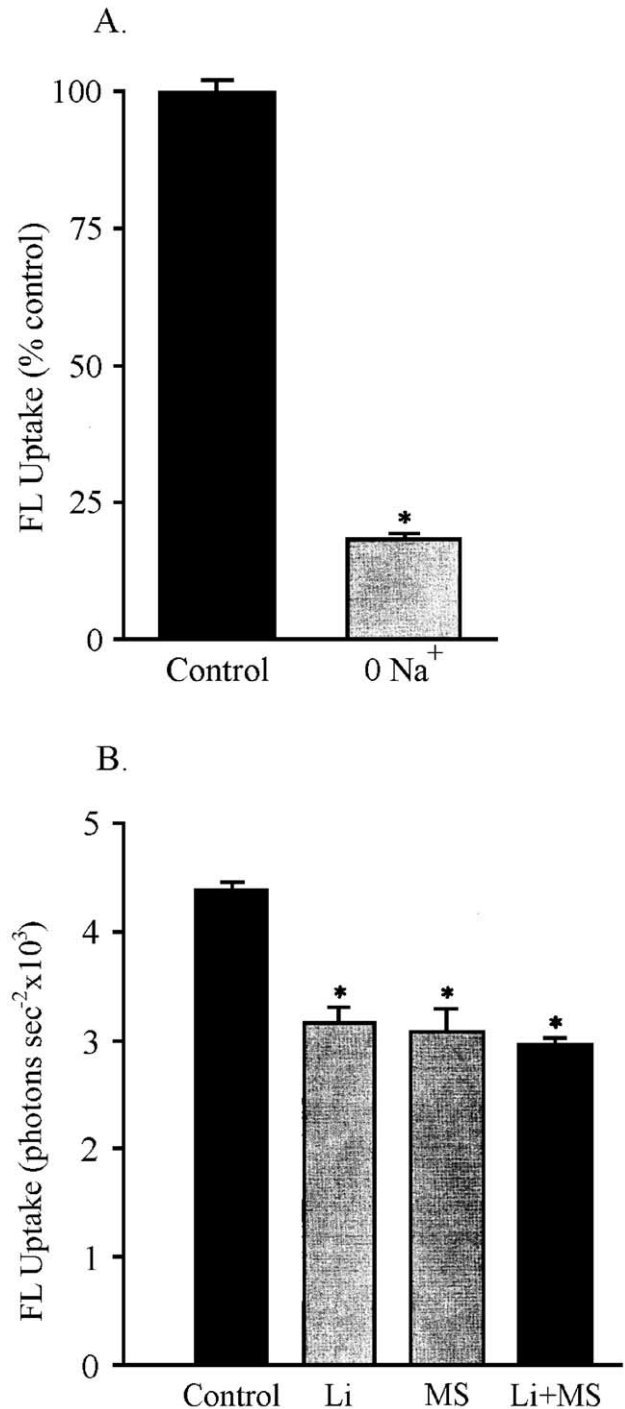 A.
FL Uptake (% control)
100
75
50
25
0
*
Control 0 Na⁺
B.
FL Uptake (photons sec⁻²x10³)
5
4
3
2
1
0
* * *
Control Li MS Li+MS